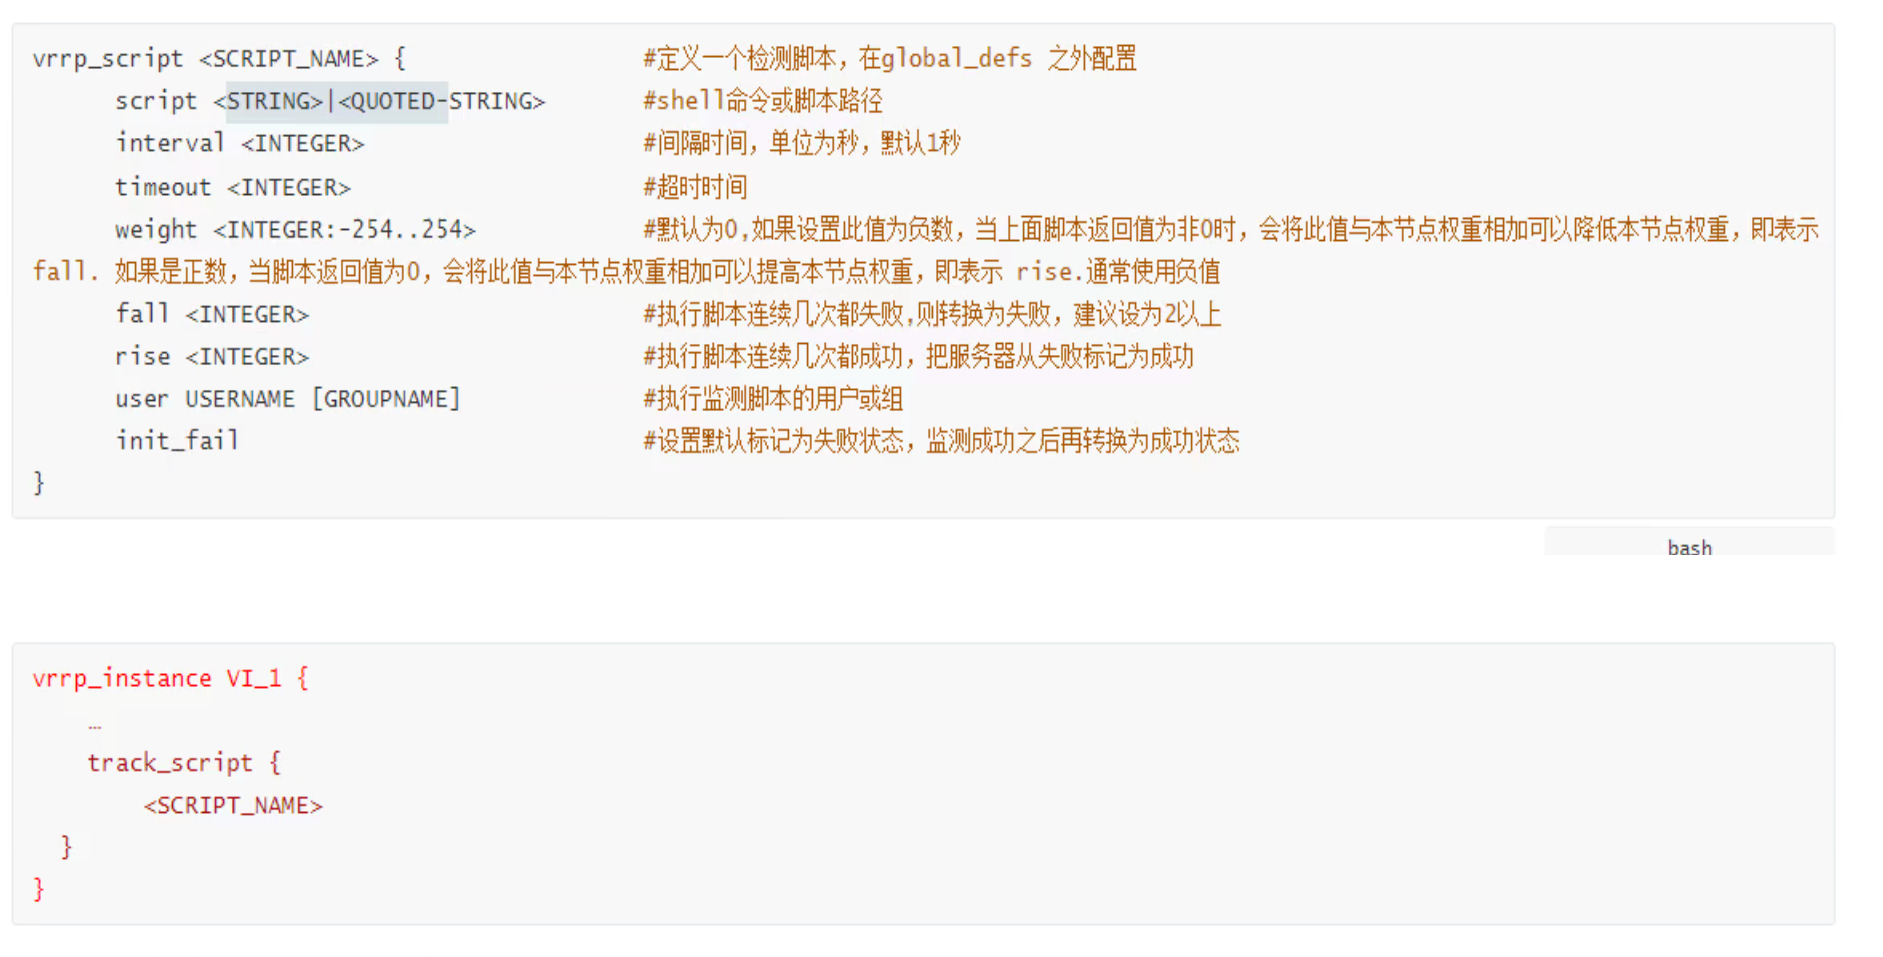 vrrp_script <SCRIPT_NAME> { #定义一个检测脚本，在global_defs 之外配置
script <STRING>|<QUOTED-STRING> #shell命令或脚本路径
interval <INTEGER> #间隔时间，单位为秒，默认1秒
timeout <INTEGER> #超时时间
weight <INTEGER:-254..254> #默认为0,如果设置此值为负数，当上面脚本返回值为非0时，会将此值与本节点权重相加可以降低本节点权重，即表示
fall. 如果是正数，当脚本返回值为0，会将此值与本节点权重相加可以提高本节点权重，即表示 rise.通常使用负值
fall <INTEGER> #执行脚本连续几次都失败,则转换为失败，建议设为2以上
rise <INTEGER> #执行脚本连续几次都成功，把服务器从失败标记为成功
user USERNAME [GROUPNAME] #执行监测脚本的用户或组
init_fail #设置默认标记为失败状态，监测成功之后再转换为成功状态
}
bash
vrrp_instance VI_1 {
…
track_script {
<SCRIPT_NAME>
}
}